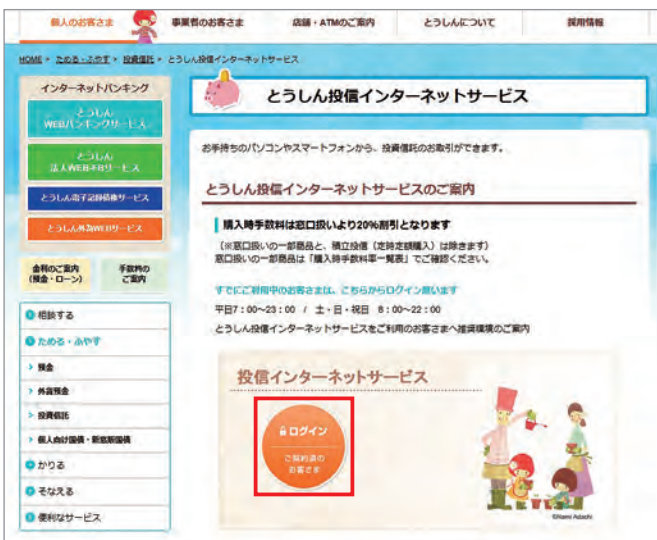 個人のお客さま
事業者のお客さま
店舗・ATMのご案内
とうしんについて
採用情報
HOME > ためる・ふやす > 投資信託 > とうしん投信インターネットサービス
インターネットバンキング
とうしん
WEBバンキングサービス
とうしん
法人WEB-FBサービス
とうしん電子記録債権サービス
とうしん外為WEBサービス
金利のご案内
(預金・ローン)
手数料の
ご案内
相談する
ためる・ふやす
預金
外貨預金
投資信託
個人向け国債・新窓販国債
かりる
そなえる
便利なサービス
とうしん投信インターネットサービス
お手持ちのパソコンやスマートフォンから、投資信託のお取引ができます。
とうしん投信インターネットサービスのご案内
購入時手数料は窓口扱いより20%割引となります
(※窓口扱いの一部商品と、積立投信(定時定額購入)は除きます)
窓口扱いの一部商品は「購入時手数料率一覧表」でご確認ください。
すでにご利用中のお客さまは、こちらからログイン願います
平日7:00~23:00 / 土・日・祝日 8:00~22:00
とうしん投信インターネットサービスをご利用のお客さまへ推奨環境のご案内
投信インターネットサービス
ログイン
ご契約済の
お客さま
©Nami Adachi